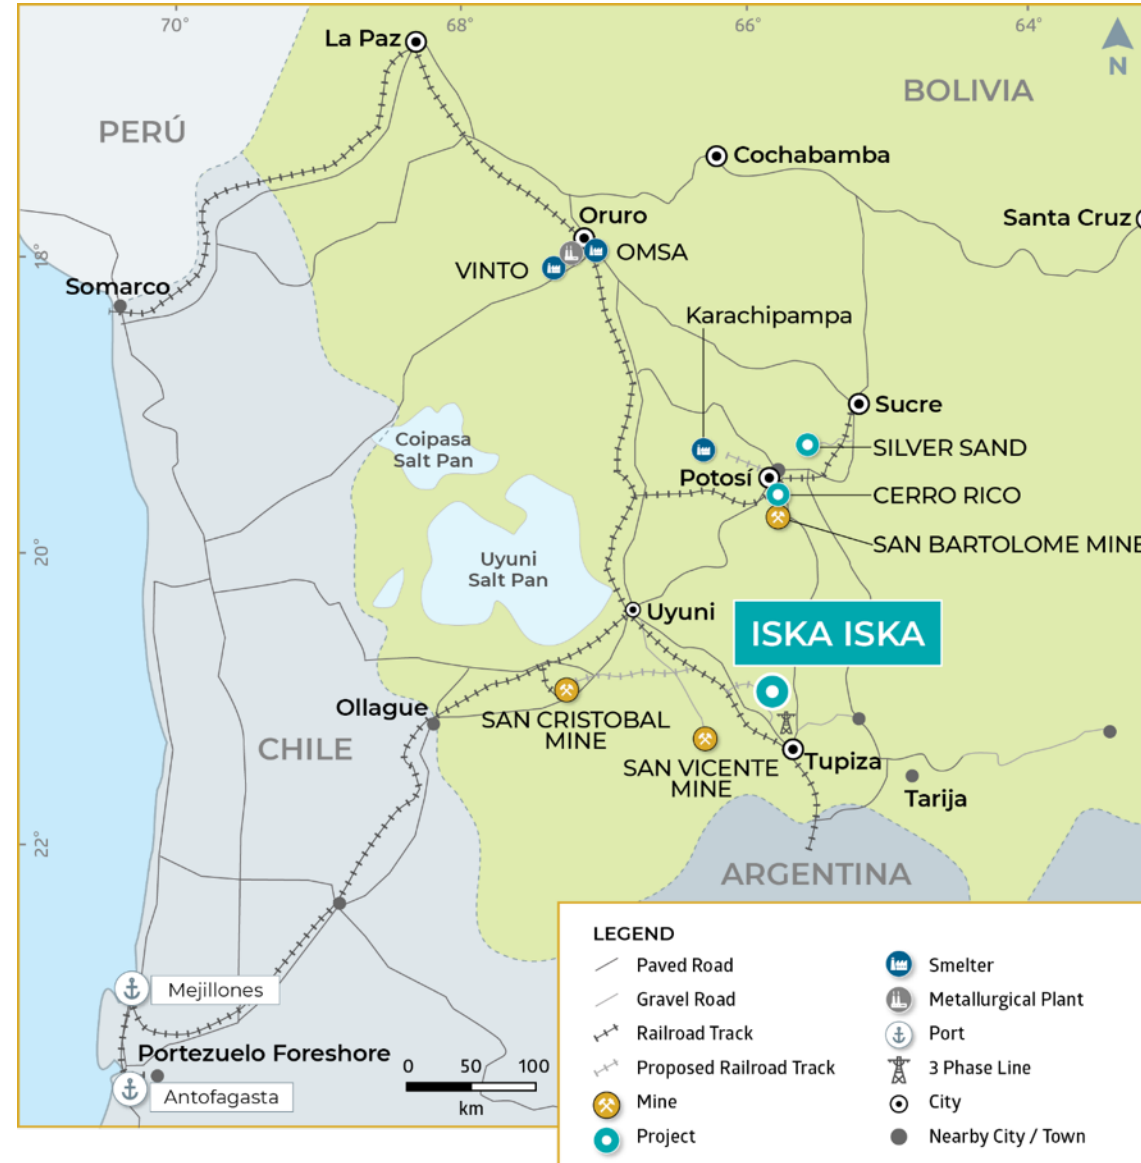 70°
68°
66°
64°
La Paz
N
BOLIVIA
PERÚ
Cochabamba
Oruro
Santa Cruz
OMSA
VINTO
18°
Somarco
Karachipampa
Sucre
Coipasa
Salt Pan
SILVER SAND
Potosí
CERRO RICO
SAN BARTOLOME MINE
20°
Uyuni
Salt Pan
Uyuni
ISKA ISKA
Ollague
SAN CRISTOBAL
MINE
CHILE
SAN VICENTE
MINE
Tupiza
Tarija
22°
ARGENTINA
LEGEND
Paved Road
Gravel Road
Railroad Track
Proposed Railroad Track
Mine
Project
Smelter
Metallurgical Plant
Port
3 Phase Line
City
Nearby City / Town
Mejillones
Portezuelo Foreshore
Antofagasta
0 50 100
km